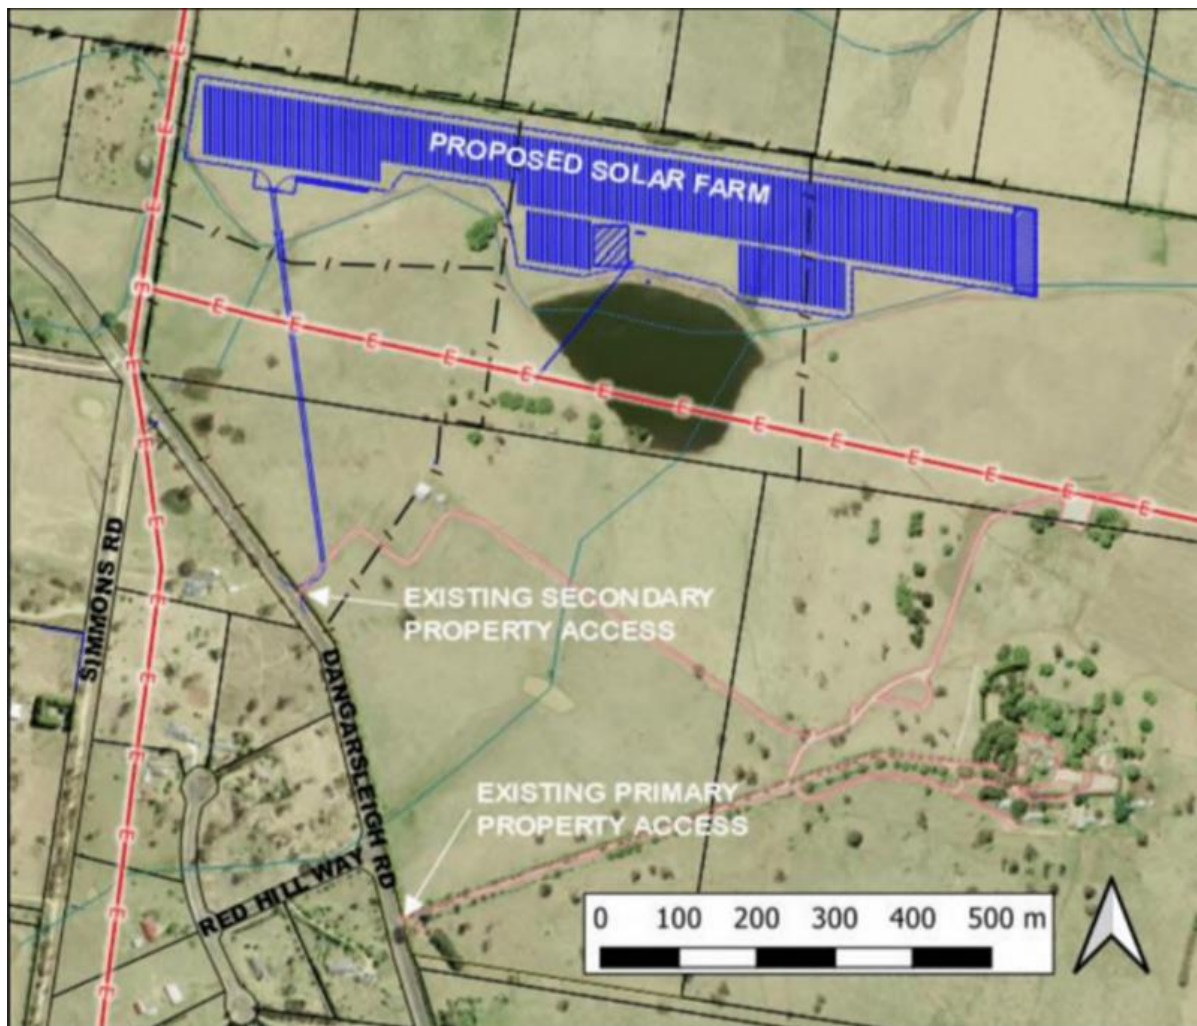 PROPOSED SOLAR FARM
EXISTING SECONDARY
PROPERTY ACCESS
SIMMONS RD
DANGARSLEIGH RD
EXISTING PRIMARY
PROPERTY ACCESS
RED HILL WAY
0 100 200 300 400 500 m
E E E E E E E E E E E E E E
E E E E E E E E E